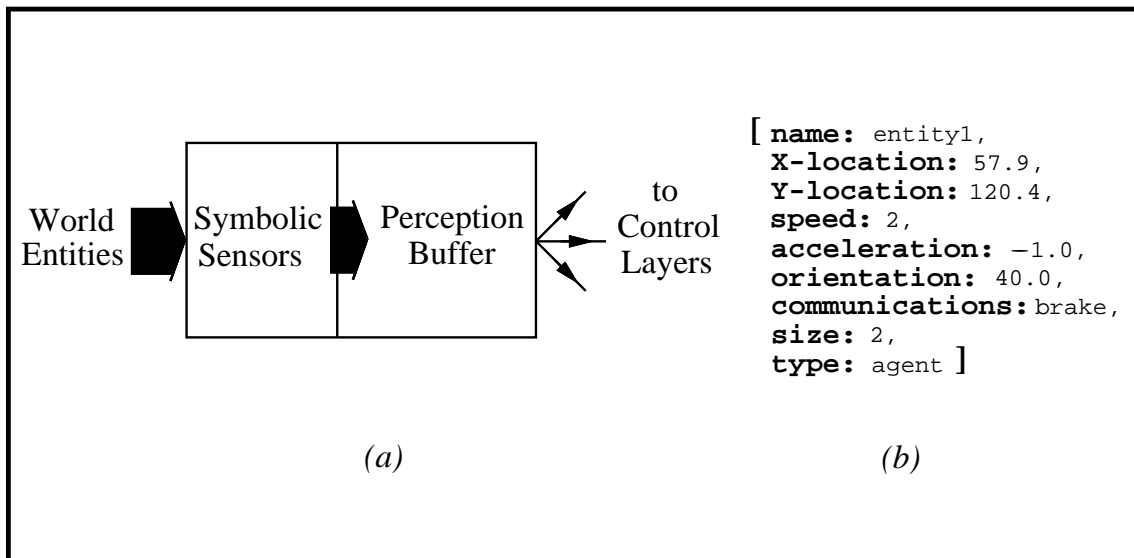 World
Entities
Symbolic
Sensors
Perception
Buffer
to
Control
Layers
(a)
[ name: entity1,
X-location: 57.9,
Y-location: 120.4,
speed: 2,
acceleration: −1.0,
orientation: 40.0,
communications: brake,
size: 2,
type: agent ]
(b)